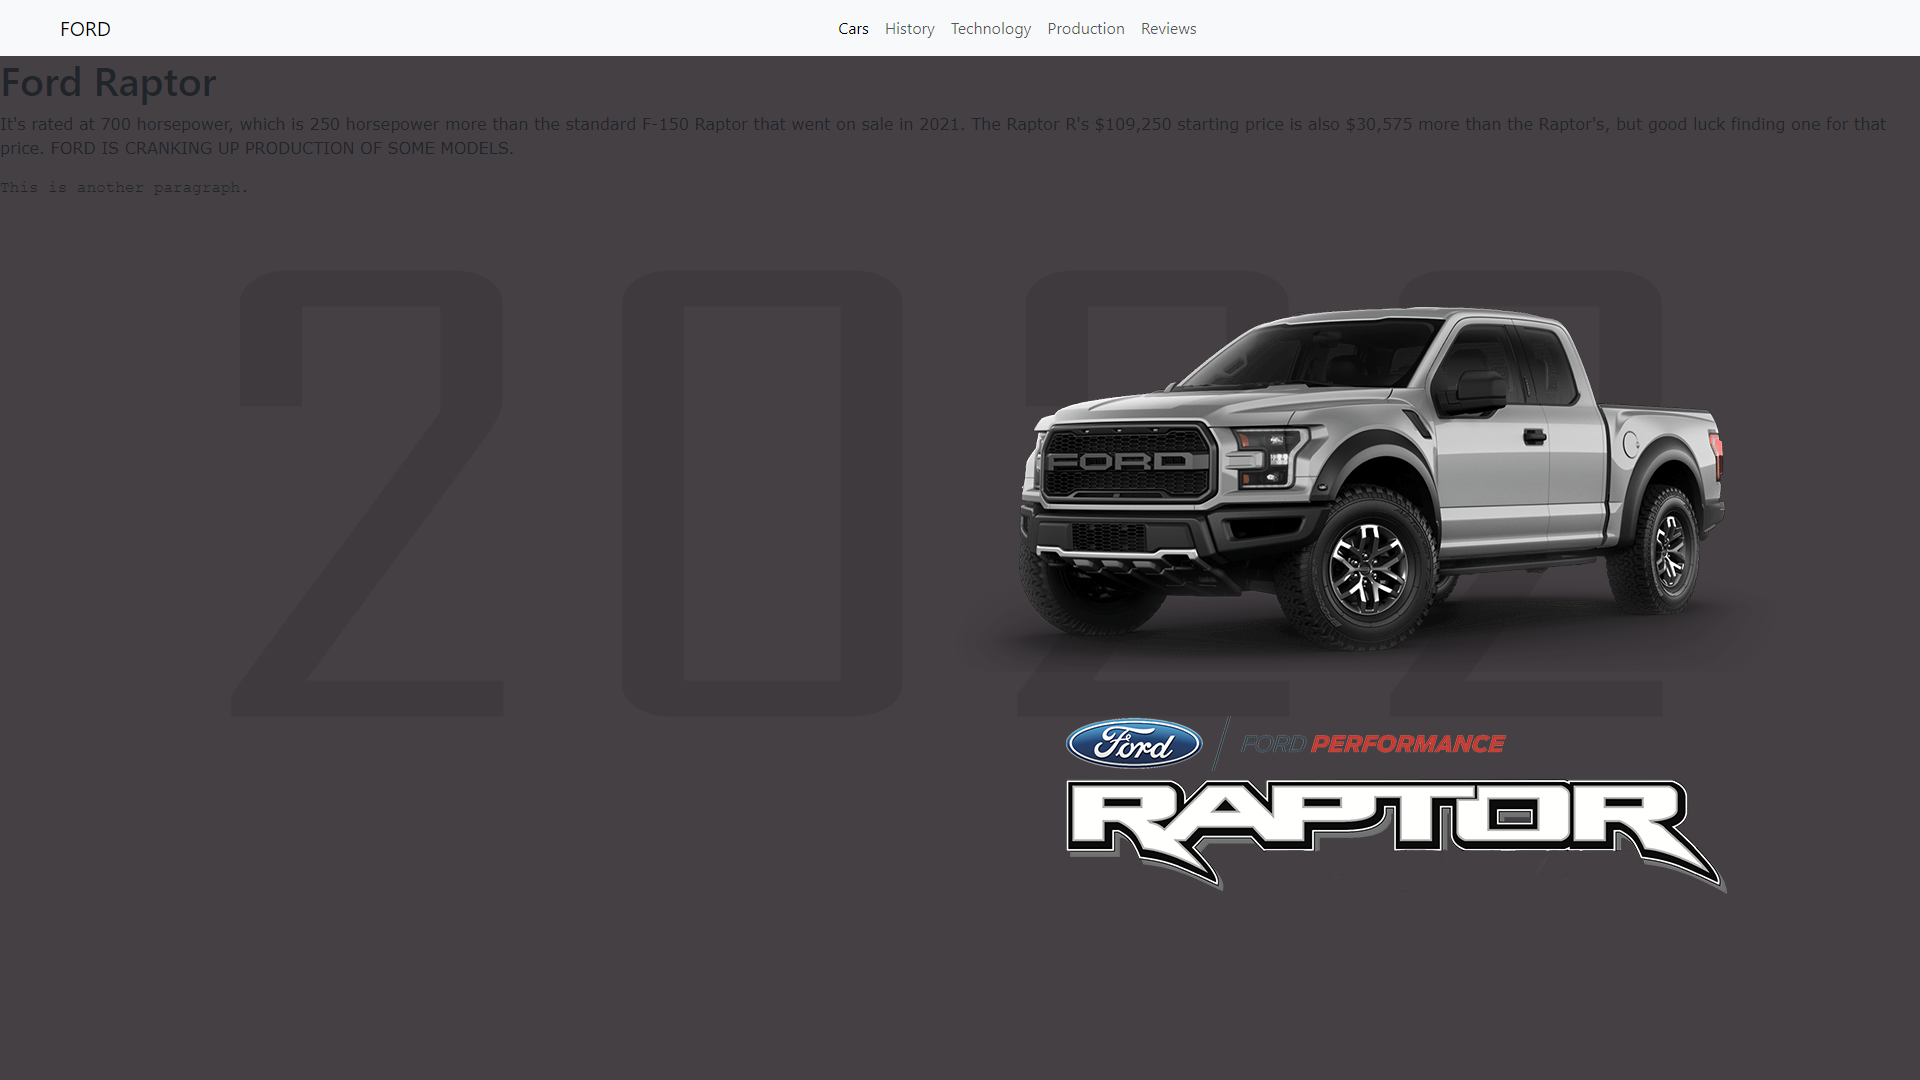 FORD
Cars History Technology Production Reviews
Ford Raptor
It's rated at 700 horsepower, which is 250 horsepower more than the standard F-150 Raptor that went on sale in 2021. The Raptor R's $109,250 starting price is also $30,575 more than the Raptor's, but good luck finding one for that
price. FORD IS CRANKING UP PRODUCTION OF SOME MODELS.
This is another paragraph.
2022
FORD
Ford FORD PERFORMANCE
RAPTOR